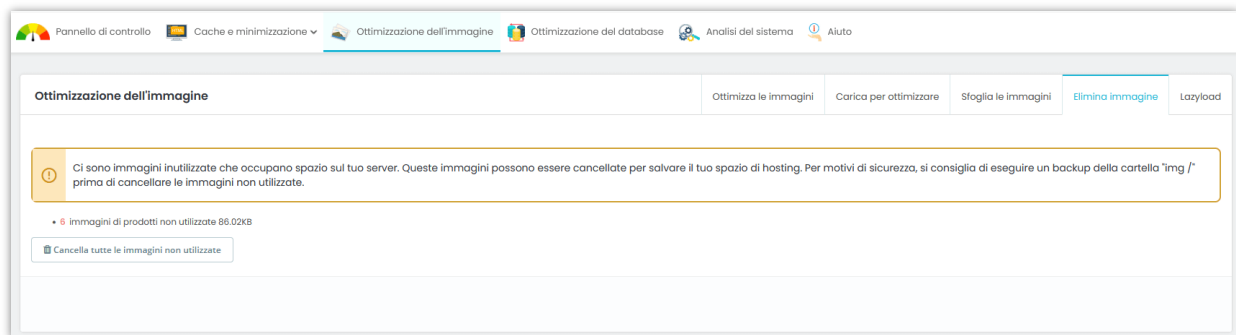 Pannello di controllo Cache e minimizzazione Ottimizzazione dell'immagine Ottimizzazione del database Analisi del sistema Aiuto
Ottimizzazione dell'immagine Ottimizza le immagini Carica per ottimizzare Sfoglia le immagini Elimina immagine Lazyload
Ci sono immagini inutilizzate che occupano spazio sul tuo server. Queste immagini possono essere cancellate per salvare il tuo spazio di hosting. Per motivi di sicurezza, si consiglia di eseguire un backup della cartella "img /"
prima di cancellare le immagini non utilizzate.
• 6 immagini di prodotti non utilizzate 86.02KB
Cancella tutte le immagini non utilizzate